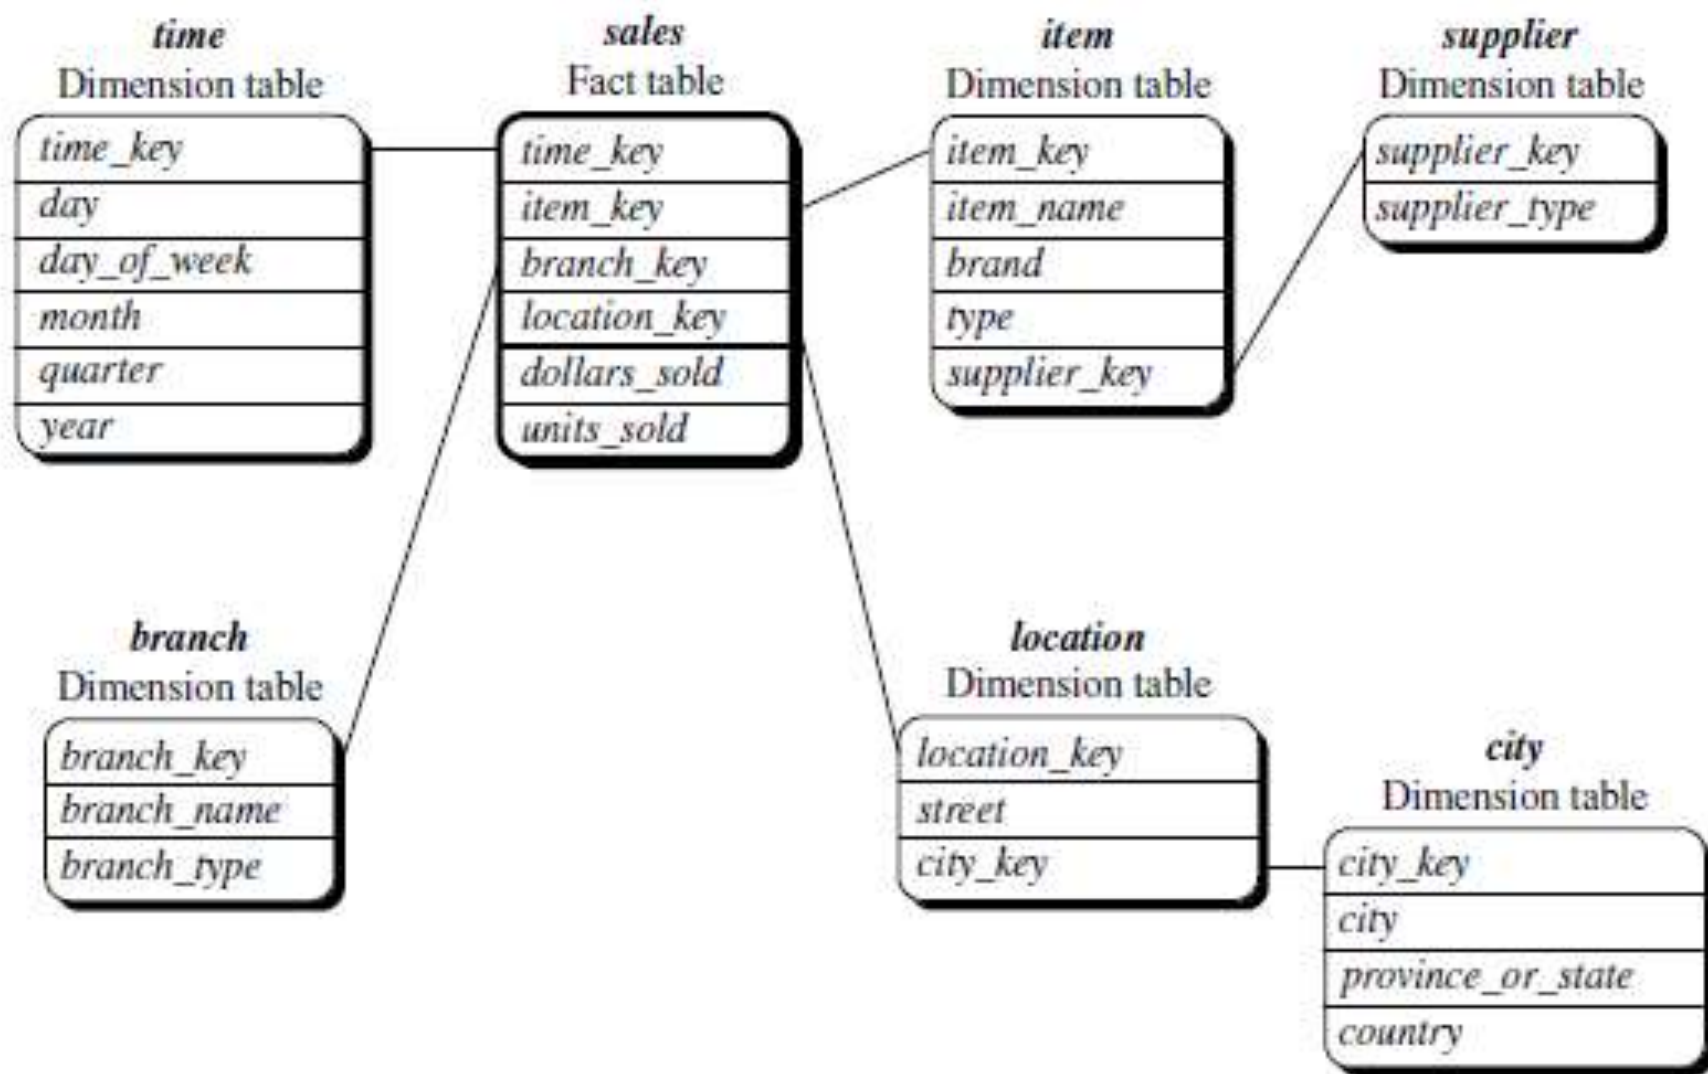 time
Dimension table
time_key
day
day_of_week
month
quarter
year
sales
Fact table
time_key
item_key
branch_key
location_key
dollars_sold
units_sold
item
Dimension table
item_key
item_name
brand
type
supplier_key
supplier
Dimension table
supplier_key
supplier_type
branch
Dimension table
branch_key
branch_name
branch_type
location
Dimension table
location_key
street
city_key
city
Dimension table
city_key
city
province_or_state
country